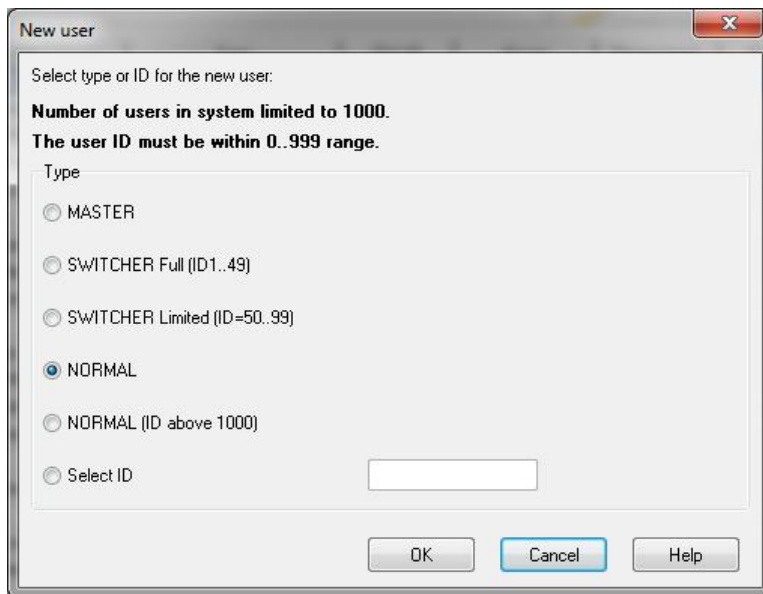 New user
Select type or ID for the new user:
Number of users in system limited to 1000.
The user ID must be within 0..999 range.
Type
MASTER
SWITCHER Full (ID1..49)
SWITCHER Limited (ID=50..99)
NORMAL
NORMAL (ID above 1000)
Select ID
OK Cancel Help